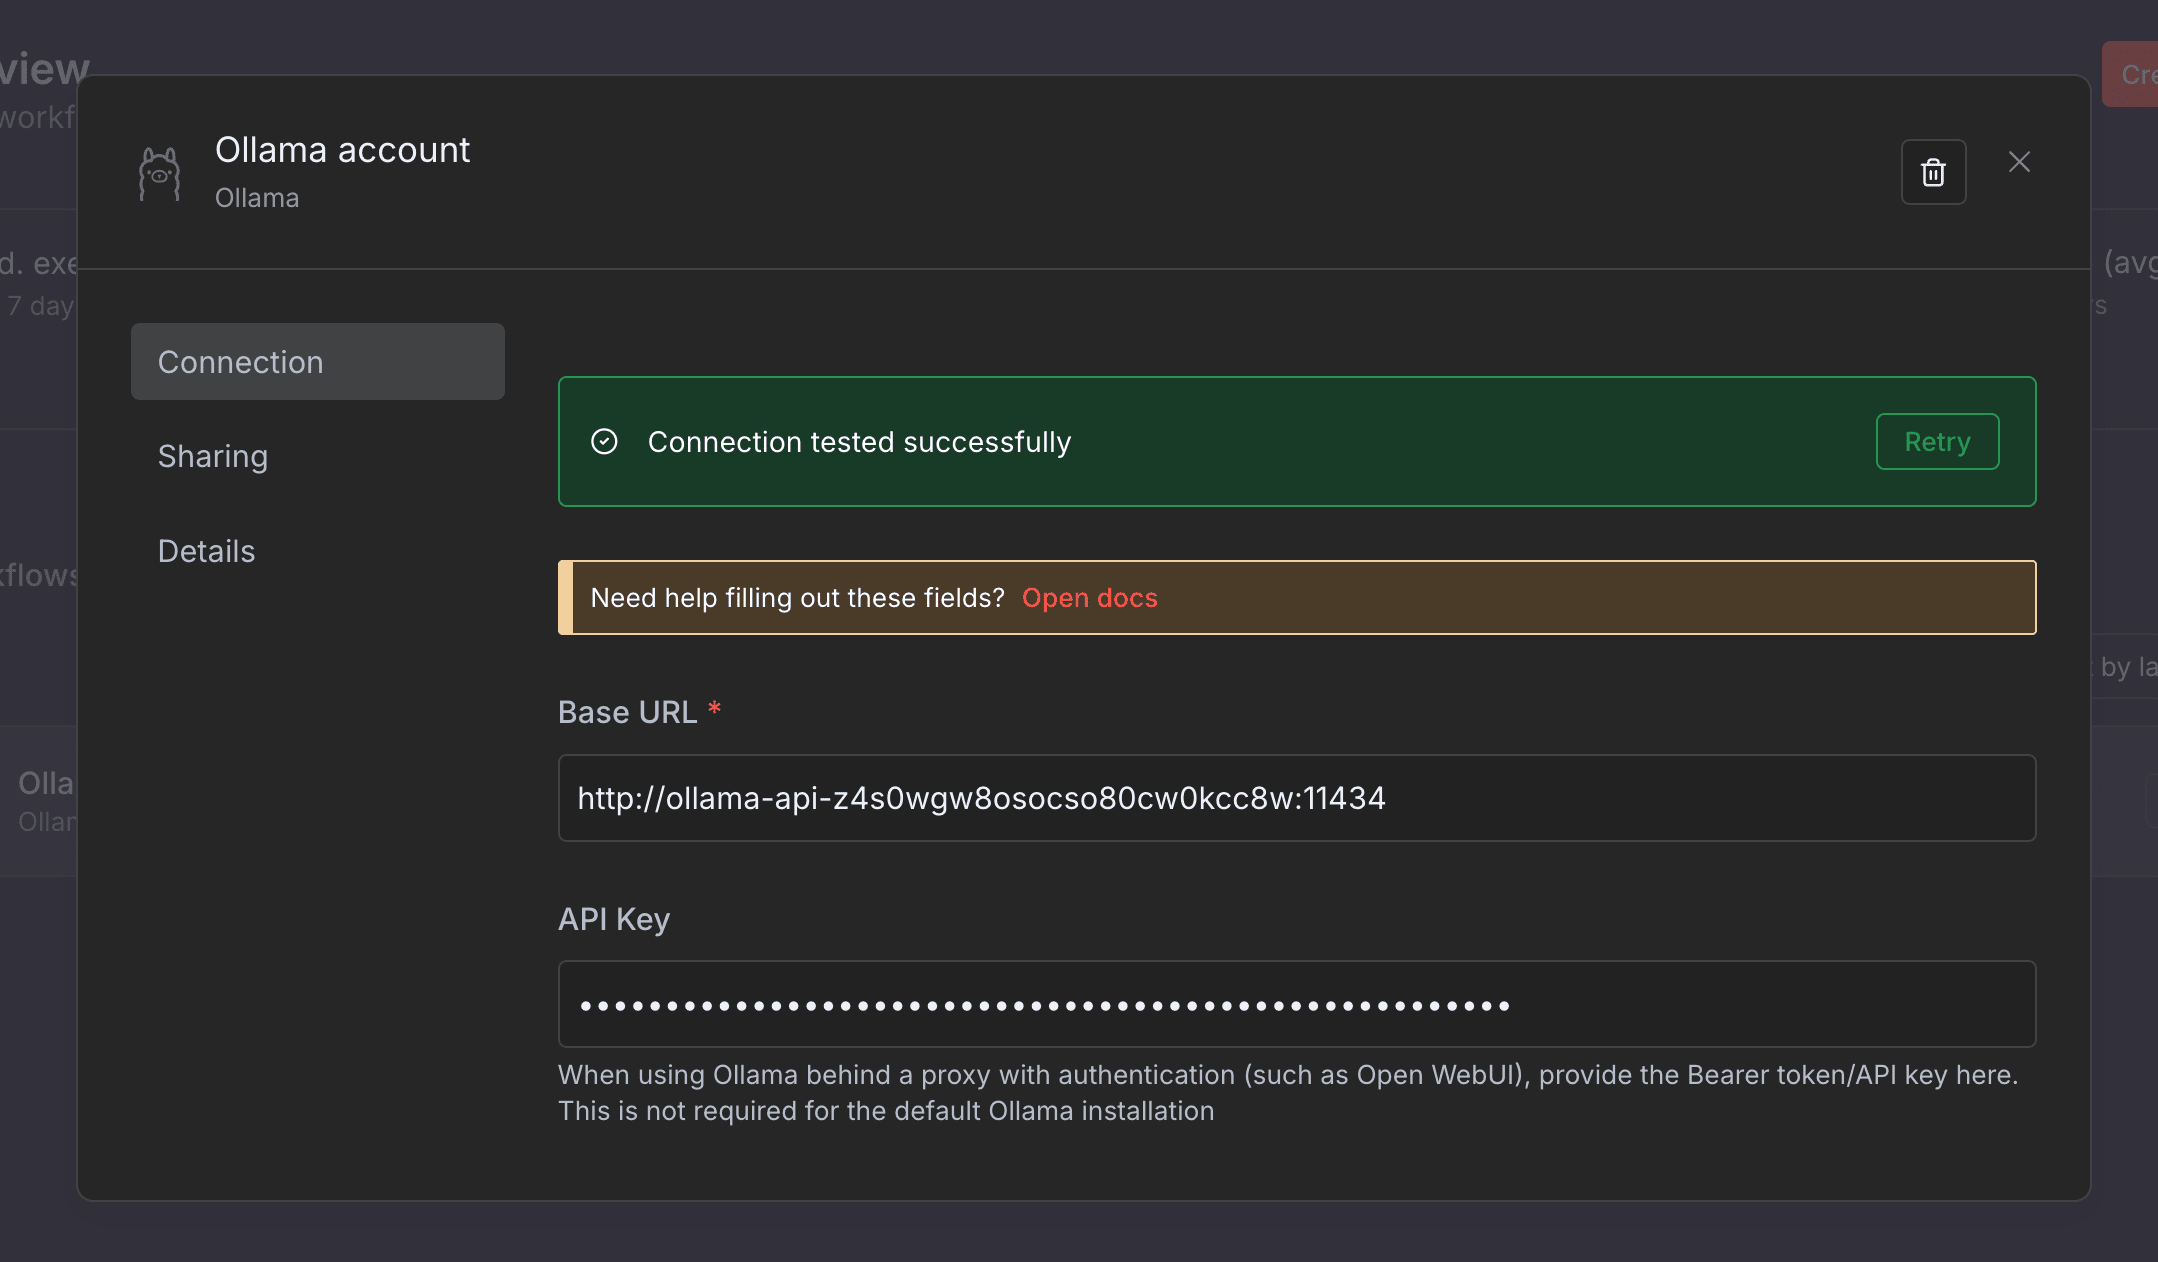 view
workf
Cre
Ollama account
Ollama
d. exe
7 day
(avg
rs
Connection
Sharing
Details
Connection tested successfully
Retry
Need help filling out these fields? Open docs
kflows
by la
Base URL *
http://ollama-api-z4s0wgw8osocso80cw0kcc8w:11434
Olla
Ollam
API Key
••••••••••••••••••••••••••••••••••••••••••••••••••••••
When using Ollama behind a proxy with authentication (such as Open WebUI), provide the Bearer token/API key here.
This is not required for the default Ollama installation